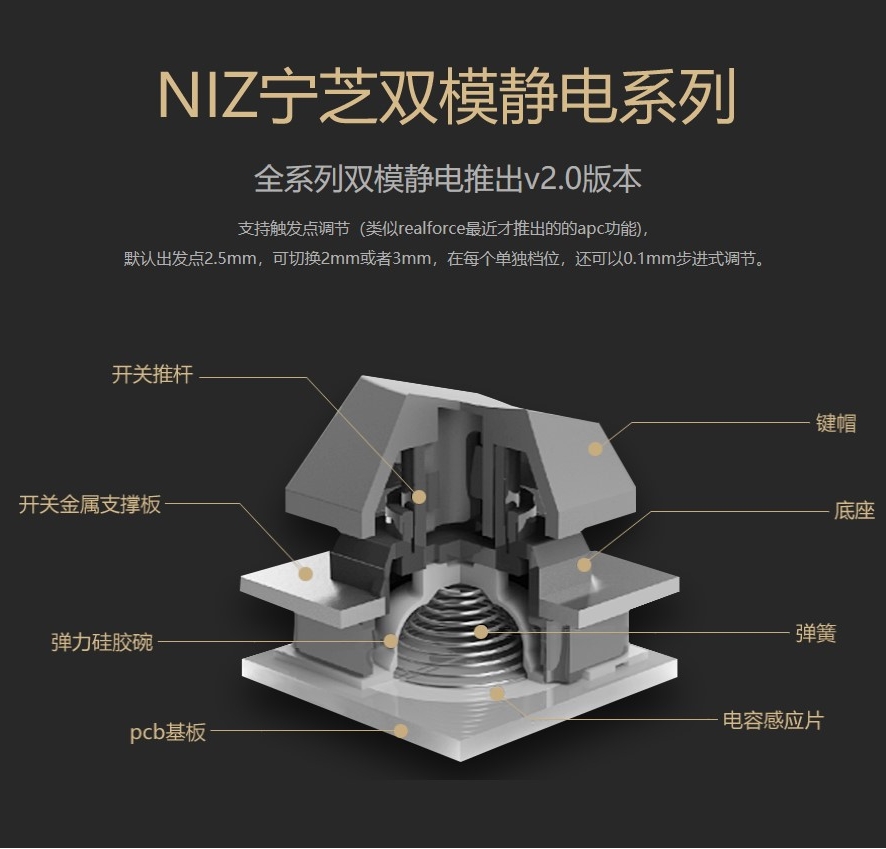 NIZ宁芝双模静电系列
全系列双模静电推出v2.0版本
支持触发点调节（类似realforce最近才推出的的apc功能),
默认出发点2.5mm，可切换2mm或者3mm，在每个单独档位，还可以0.1mm步进式调节。
开关推杆
键帽
开关金属支撑板
底座
弹力硅胶碗
弹簧
电容感应片
pcb基板